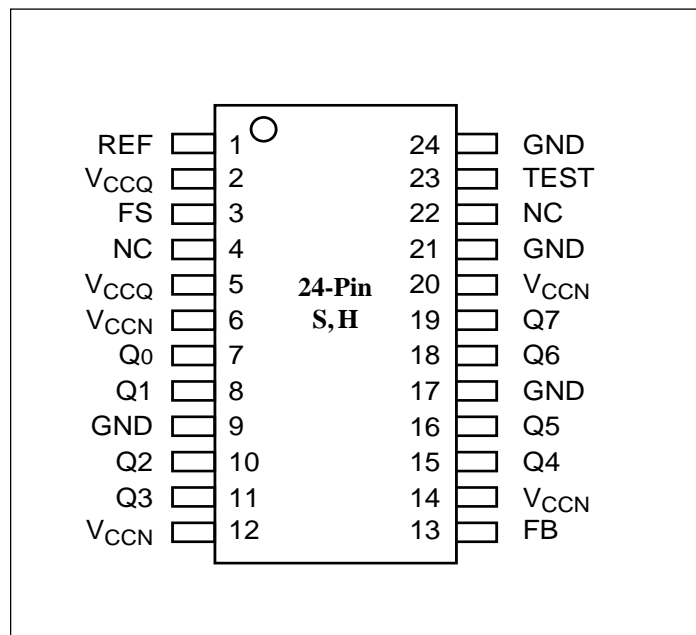 REF 1 24 GND
VCCQ 2 23 TEST
FS 3 22 NC
NC 4 21 GND
VCCQ 5 24-Pin 20 VCCN
VCCN 6 S, H 19 Q7
Q0 7 18 Q6
Q1 8 17 GND
GND 9 16 Q5
Q2 10 15 Q4
Q3 11 14 VCCN
VCCN 12 13 FB